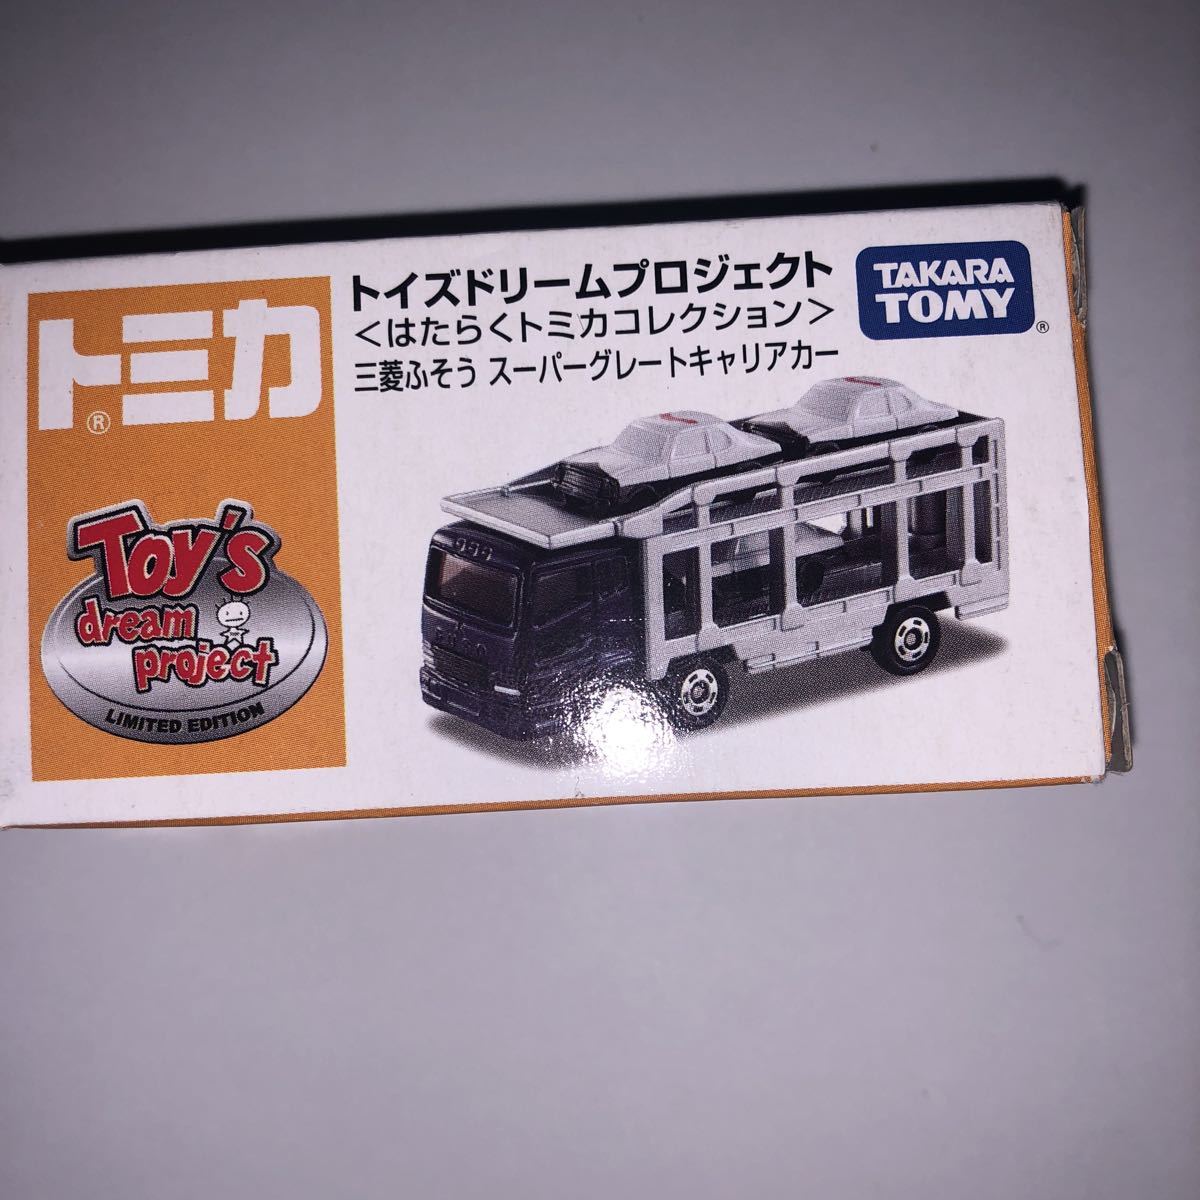 トミカ®
Toy's
dream
project
LIMITED EDITION
トイズドリームプロジェクト
<はたらくトミカコレクション>
三菱ふそう スーパーグレートキャリアカー
TAKARA
TOMY®